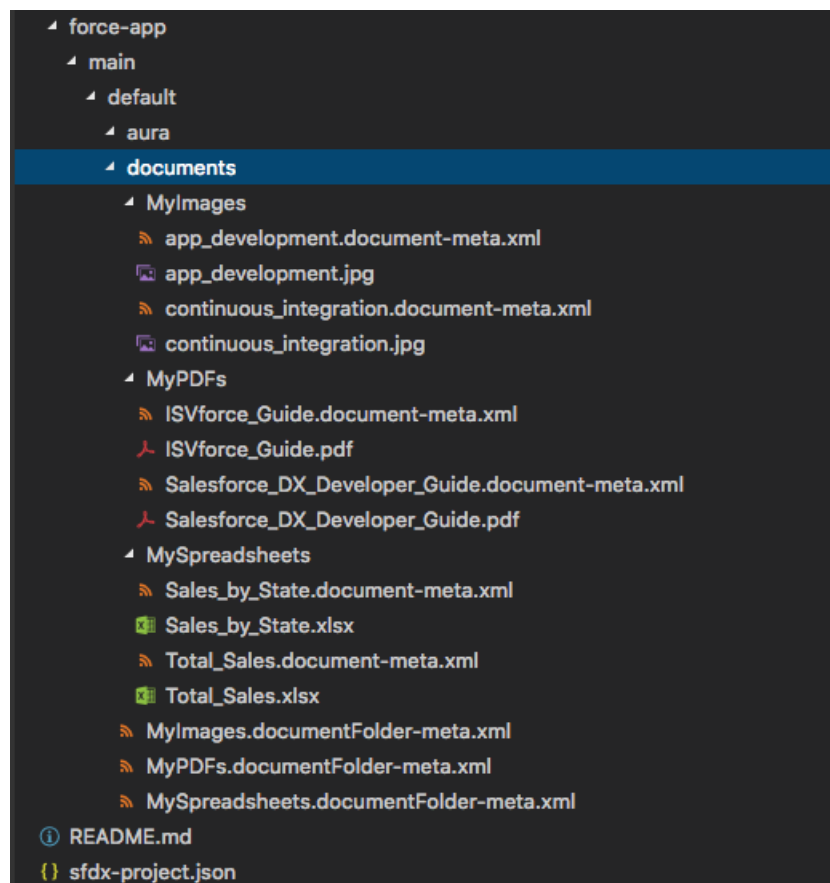 force-app
main
default
aura
documents
MyImages
app_development.document-meta.xml
app_development.jpg
continuous_integration.document-meta.xml
continuous_integration.jpg
MyPDFs
ISVforce_Guide.document-meta.xml
ISVforce_Guide.pdf
Salesforce_DX_Developer_Guide.document-meta.xml
Salesforce_DX_Developer_Guide.pdf
MySpreadsheets
Sales_by_State.document-meta.xml
Sales_by_State.xlsx
Total_Sales.document-meta.xml
Total_Sales.xlsx
MyImages.documentFolder-meta.xml
MyPDFs.documentFolder-meta.xml
MySpreadsheets.documentFolder-meta.xml
README.md
{} sfdx-project.json